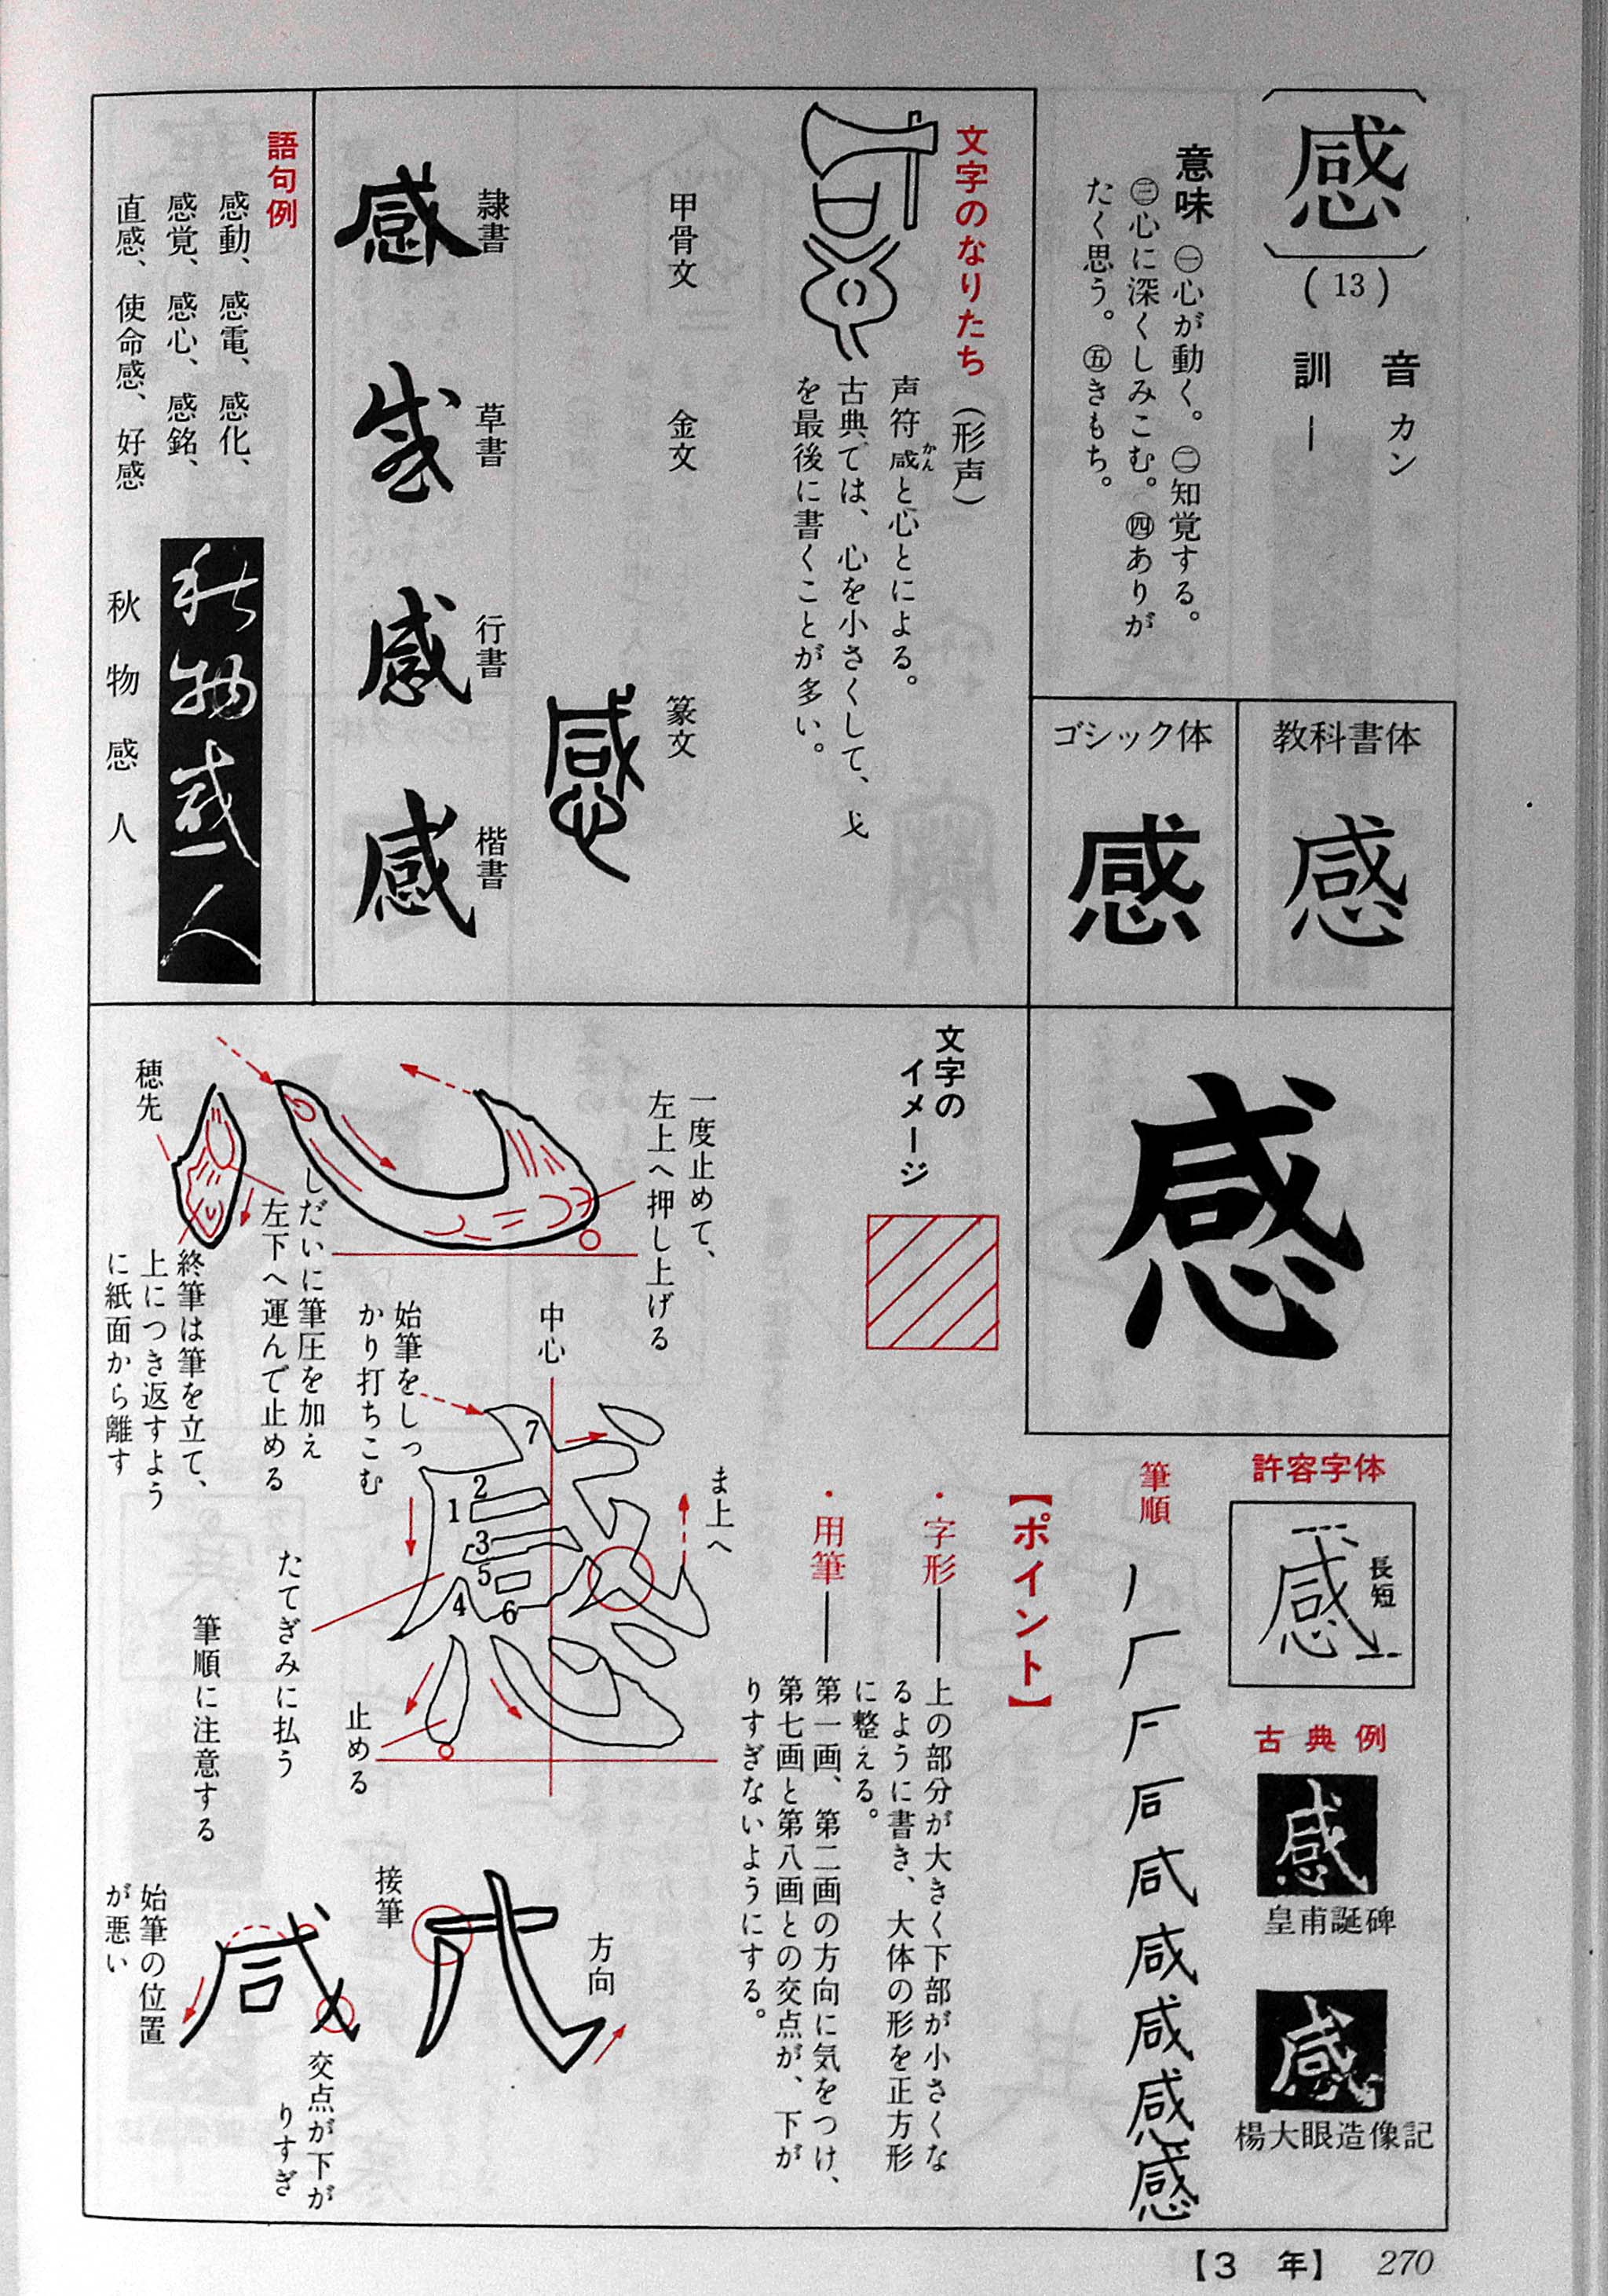 感
(13)
音 カン
訓 ―
意味 ㊀心が動く。㊁知覚する。
㊂心に深くしみこむ。㊃ありが
たく思う。㊄きもち。
教科書体
感
ゴシック体
感
文字のなりたち (形声)
声符咸と心とによる。
かん
古典では、心を小さくして、戈
を最後に書くことが多い。
甲骨文
金文
篆文
感
隷書
感
草書
感
行書
感
楷書
感
語句例
感動、感電、感化、
感覚、感心、感銘、
直感、使命感、好感
秋物感人
秋物感人
感
許容字体
感
長短
古典例
感
皇甫誕碑
感
楊大眼造像記
筆順
【ポイント】
・字形―上の部分が大きく下部が小さくな
るように書き、大体の形を正方形
に整える。
・用筆―第一画、第二画の方向に気をつけ、
第七画と第八画との交点が、下が
りすぎないようにする。
文字の
イメージ
一度止めて、
左上へ押し上げる
穂先
しだいに筆圧を加え
左下へ運んで止める
終筆は筆を立て、
上につき返すよう
に紙面から離す
中心
始筆をしっ
かり打ちこむ
ま上へ
1
2
3
4
5
6
7
たてぎみに払う
止める
筆順に注意する
方向
接筆
交点が下が
りすぎ
始筆の位置
が悪い
【3 年】 270